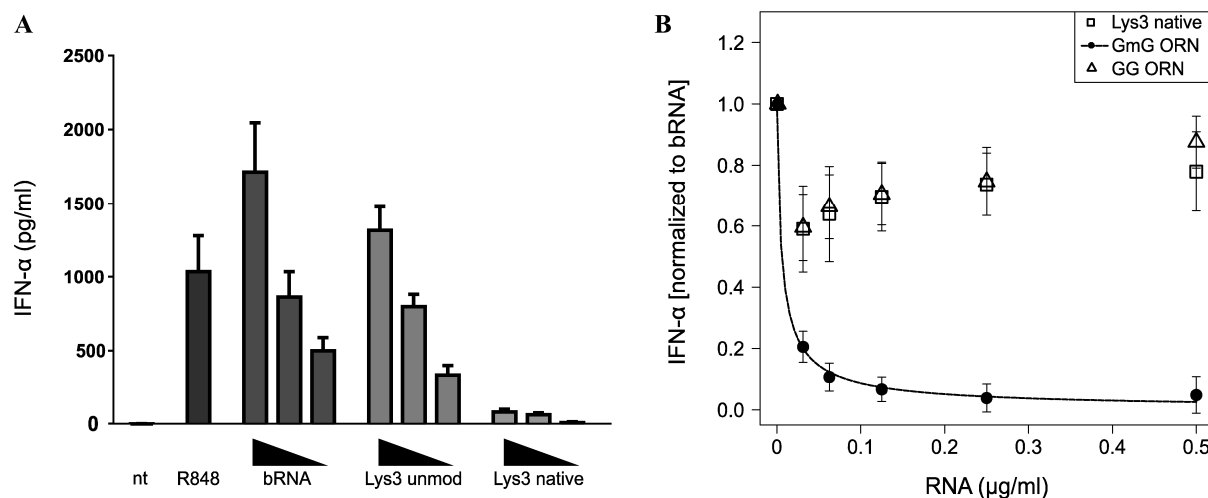 A
2500
2000
1500
1000
500
0
IFN-α (pg/ml)
nt R848 bRNA Lys3 unmod Lys3 native
B
Lys3 native
GmG ORN
GG ORN
1.2
1.0
0.8
0.6
0.4
0.2
0.0
IFN-α [normalized to bRNA]
0 0.1 0.2 0.3 0.4 0.5
RNA (µg/ml)